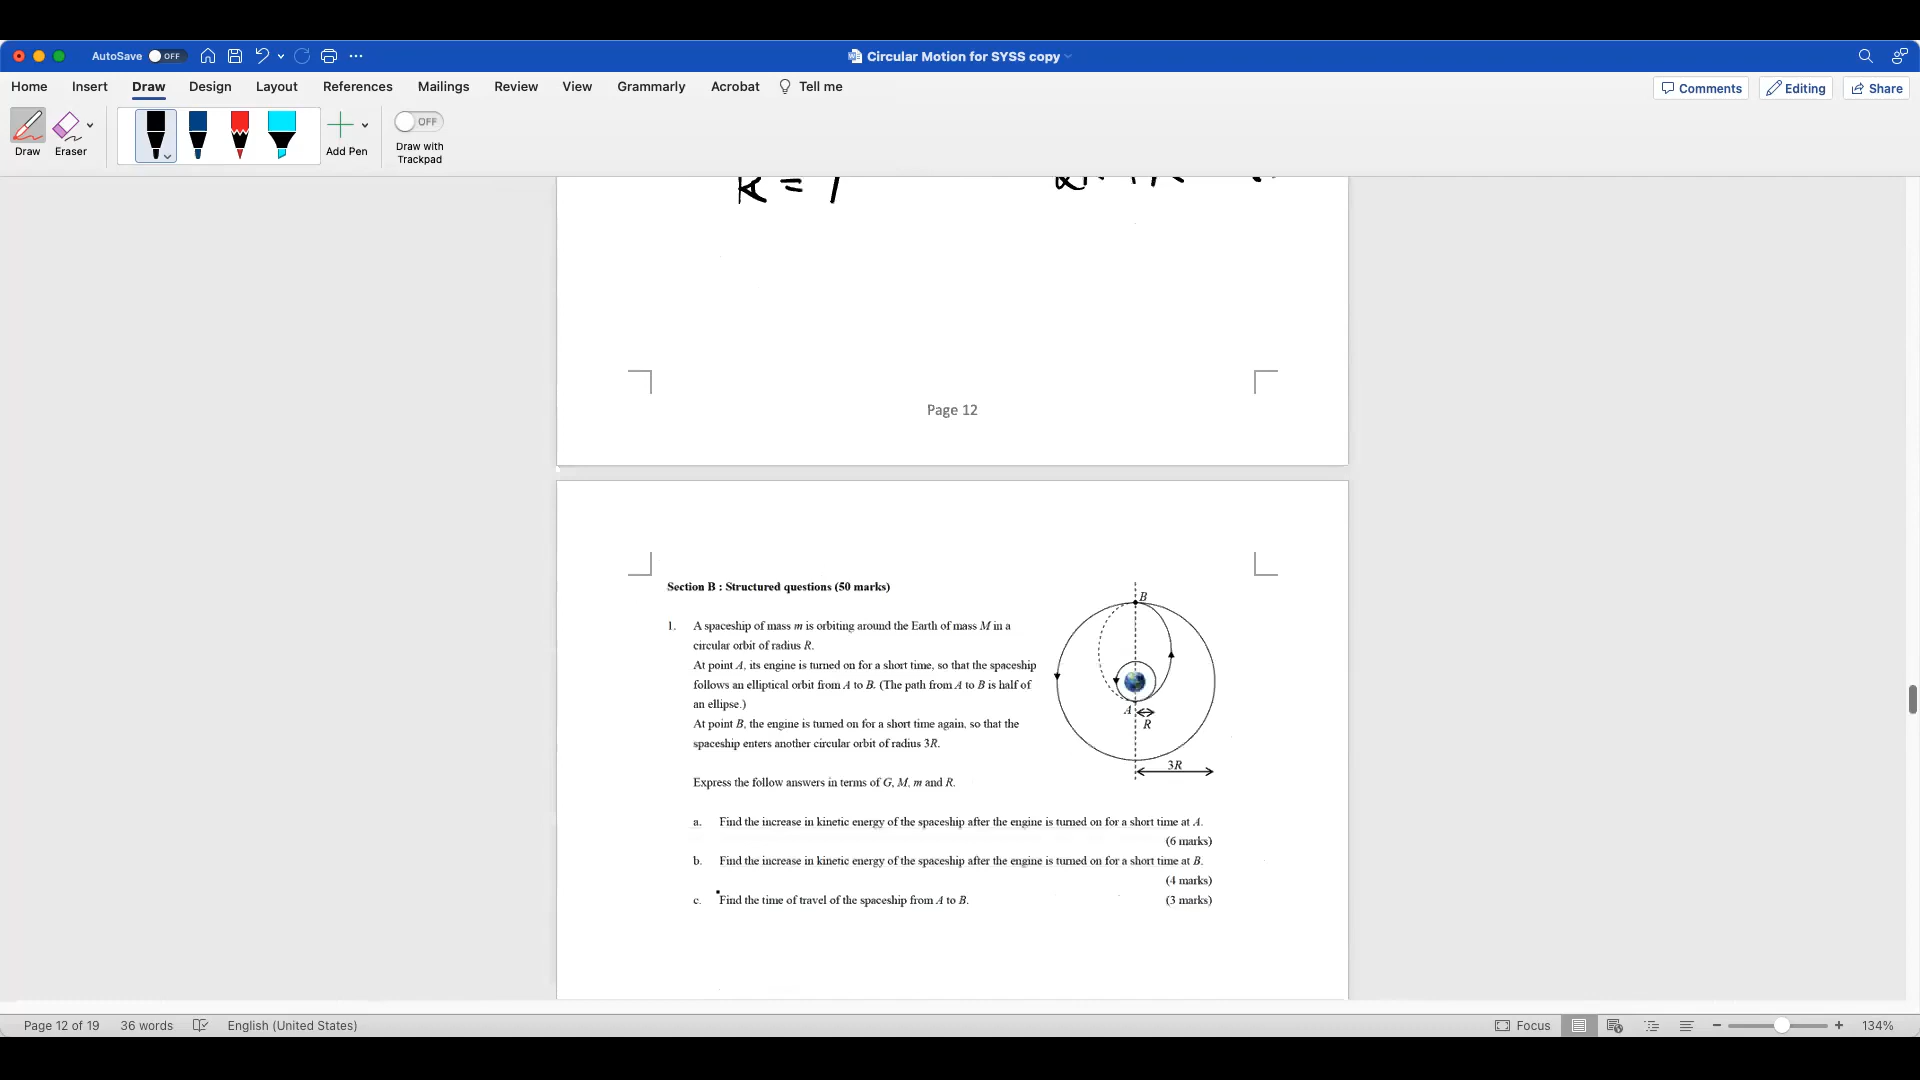 AutoSave OFF
Circular Motion for SYSS copy
Home Insert Draw Design Layout References Mailings Review View Grammarly Acrobat Tell me
Comments Editing Share
OFF
Draw Eraser Add Pen Draw with
Trackpad
K =
Page 12
Section B : Structured questions (50 marks)
B
1. A spaceship of mass m is orbiting around the Earth of mass M in a
circular orbit of radius R.
At point A, its engine is turned on for a short time, so that the spaceship
follows an elliptical orbit from A to B. (The path from A to B is half of
an ellipse.)
At point B, the engine is turned on for a short time again, so that the
spaceship enters another circular orbit of radius 3R.
A
R
3R
Express the follow answers in terms of G, M, m and R.
a. Find the increase in kinetic energy of the spaceship after the engine is turned on for a short time at A.
(6 marks)
b. Find the increase in kinetic energy of the spaceship after the engine is turned on for a short time at B.
(4 marks)
c. Find the time of travel of the spaceship from A to B. (3 marks)
Page 12 of 19 36 words English (United States) Focus 134%